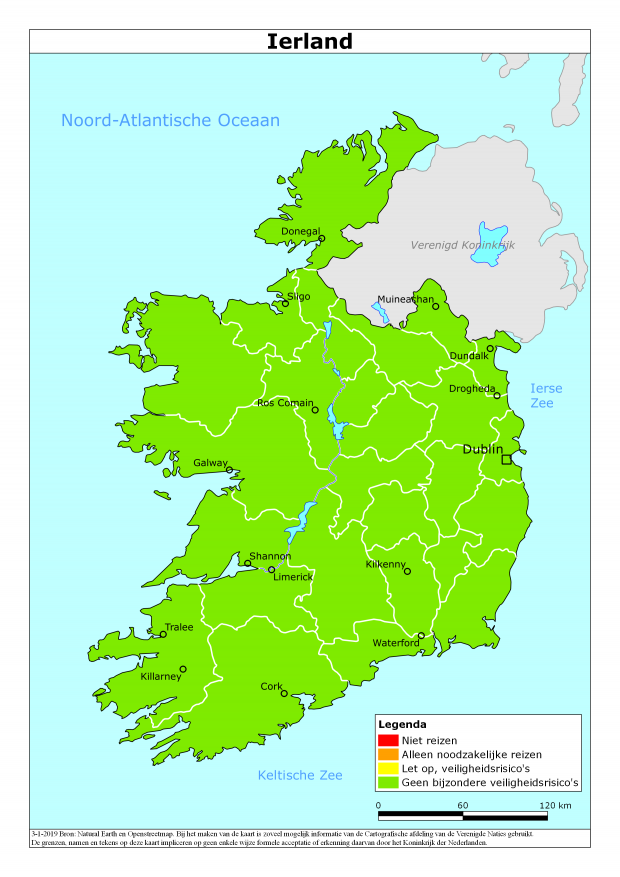 Ierland
Noord-Atlantische Oceaan
Donegal
Verenigd Koninkrijk
Sligo
Muineachan
Dundalk
Drogheda
Ierse
Zee
Ros Comain
Dublin
Galway
Shannon
Limerick
Kilkenny
Tralee
Waterford
Killarney
Cork
Keltische Zee
Legenda
Niet reizen
Alleen noodzakelijke reizen
Let op, veiligheidsrisico's
Geen bijzondere veiligheidsrisico's
0 60 120 km
3-1-2019 Bron: Natural Earth en Openstreetmap. Bij het maken van de kaart is zoveel mogelijk informatie van de Cartografische afdeling van de Verenigde Naties gebruikt.
De grenzen, namen en tekens op deze kaart impliceren op geen enkele wijze formele acceptatie of erkenning daarvan door het Koninkrijk der Nederlanden.